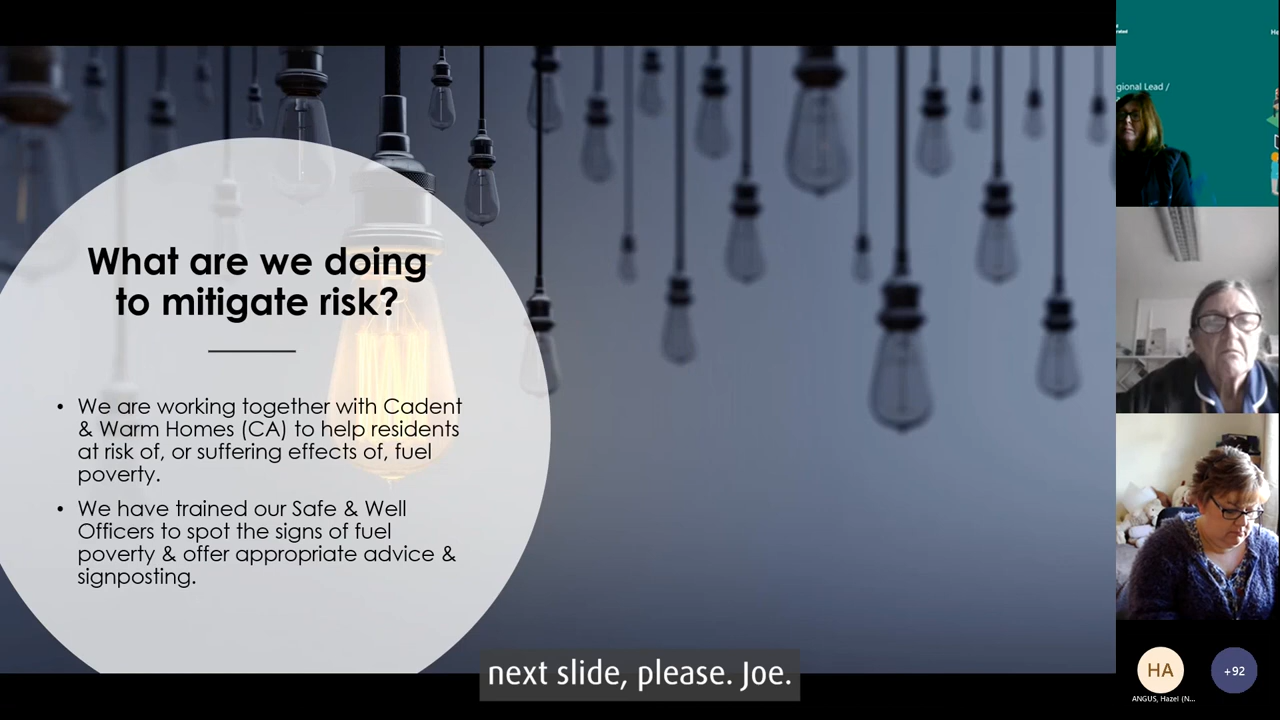 What are we doing
to mitigate risk?
• We are working together with Cadent
& Warm Homes (CA) to help residents
at risk of, or suffering effects of, fuel
poverty.
• We have trained our Safe & Well
Officers to spot the signs of fuel
poverty & offer appropriate advice &
signposting.
next slide, please. Joe.
gional Lead /
HA
ANGUS, Hazel (N...
+92